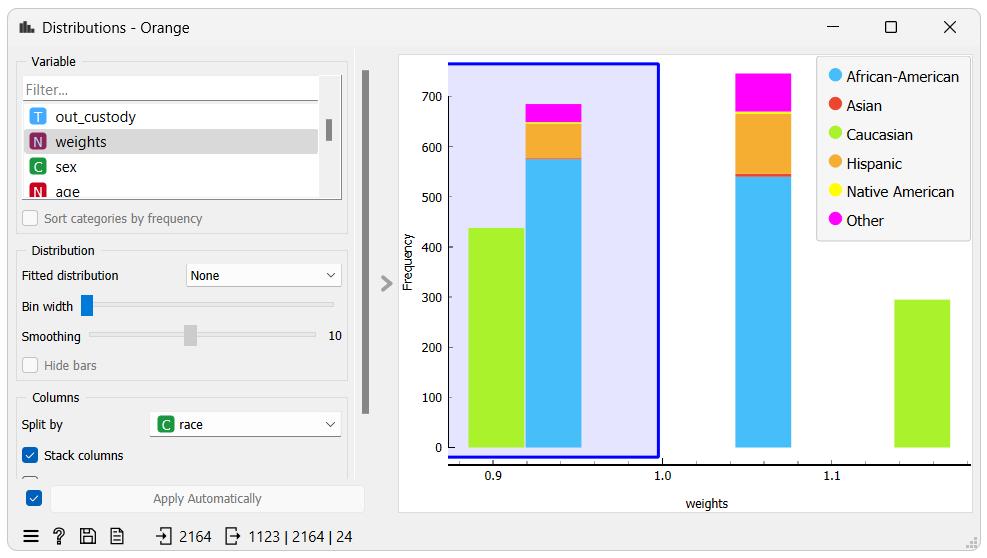 Distributions - Orange
Variable
Filter...
T out_custody
N weights
C sex
N age
Sort categories by frequency
Distribution
Fitted distribution None
Bin width
Smoothing 10
Hide bars
Columns
Split by C race
Stack columns
Apply Automatically
2164 1123 | 2164 | 24
Frequency
700
600
500
400
300
200
100
0
0.9 1.0 1.1
weights
African-American
Asian
Caucasian
Hispanic
Native American
Other